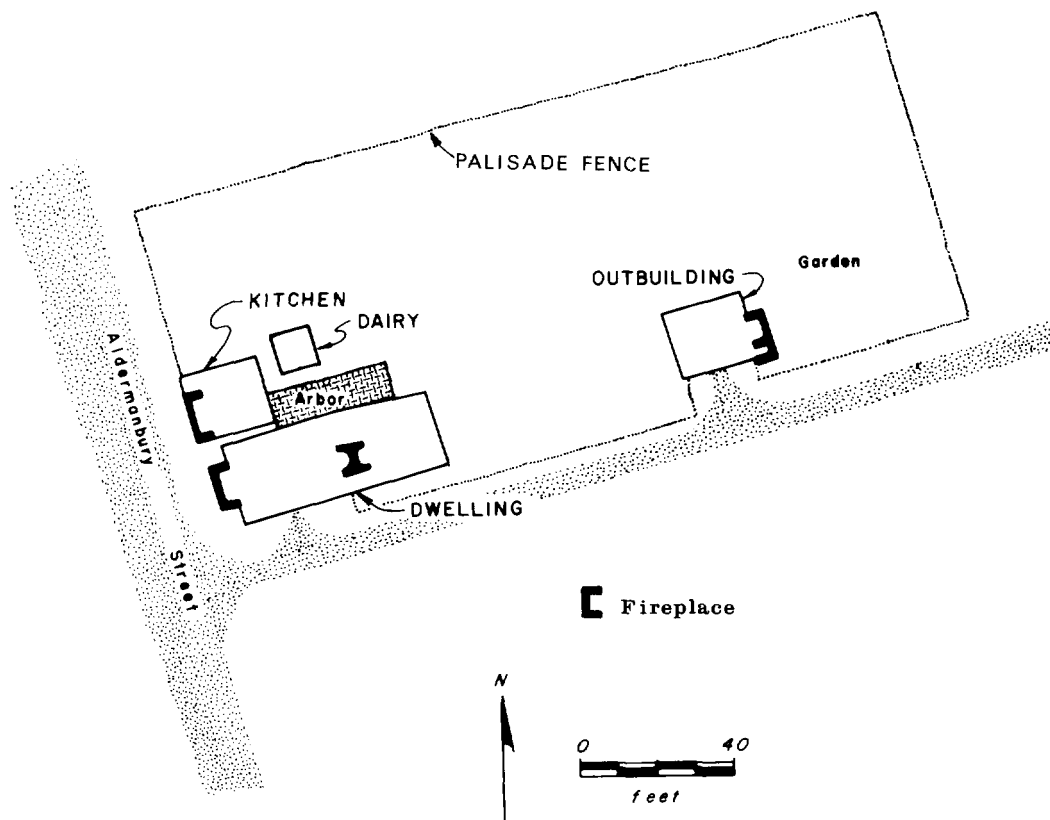 PALISADE FENCE
Garden
OUTBUILDING
KITCHEN
DAIRY
Aldermanbury
Street
Arbor
DWELLING
Fireplace
N
0 40
feet